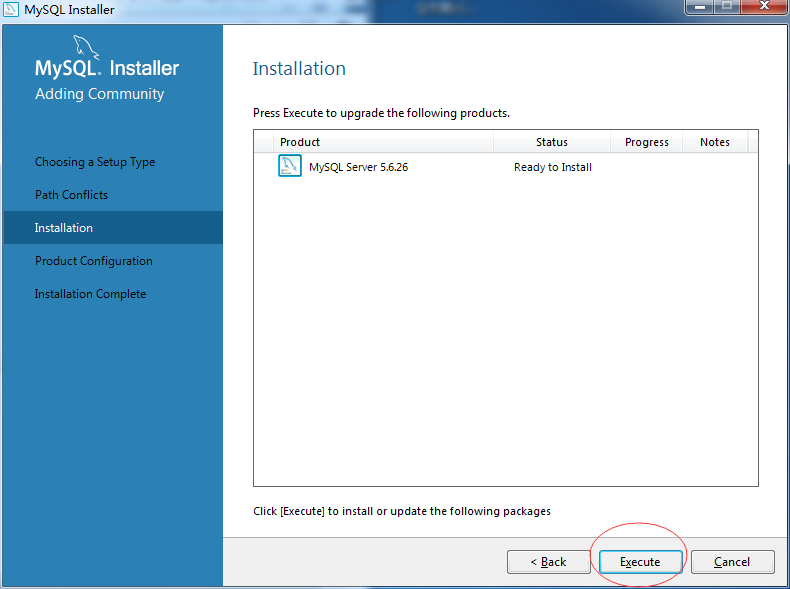 MySQL Installer
MySQL. Installer
Adding Community
Choosing a Setup Type
Path Conflicts
Installation
Product Configuration
Installation Complete
Installation
Press Execute to upgrade the following products.
Product Status Progress Notes
MySQL Server 5.6.26 Ready to Install
Click [Execute] to install or update the following packages
< Back Execute Cancel